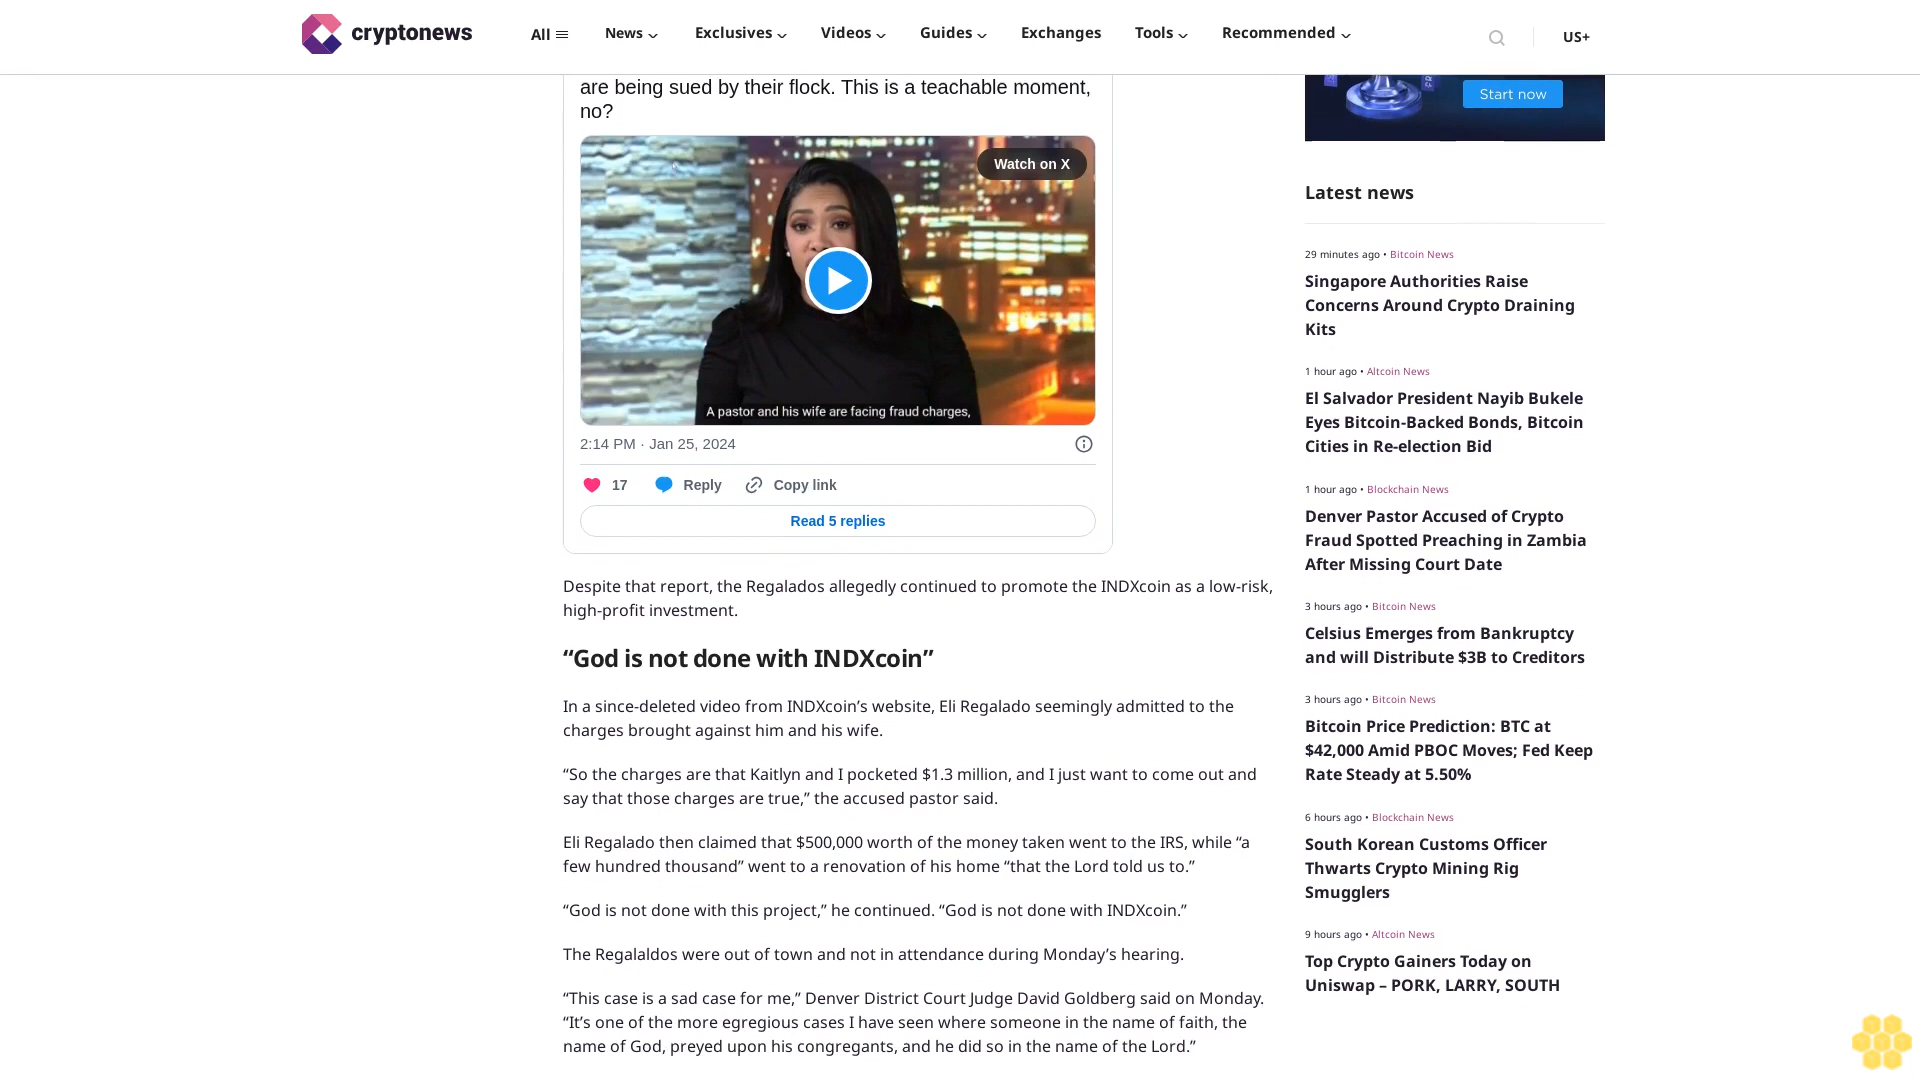 cryptonews
All
News
Exclusives
Videos
Guides
Exchanges
Tools
Recommended
US+
are being sued by their flock. This is a teachable moment,
no?
Watch on X
A pastor and his wife are facing fraud charges,
2:14 PM · Jan 25, 2024
17
Reply
Copy link
Read 5 replies
Despite that report, the Regalados allegedly continued to promote the INDXcoin as a low-risk,
high-profit investment.
“God is not done with INDXcoin”
In a since-deleted video from INDXcoin’s website, Eli Regalado seemingly admitted to the
charges brought against him and his wife.
“So the charges are that Kaitlyn and I pocketed $1.3 million, and I just want to come out and
say that those charges are true,” the accused pastor said.
Eli Regalado then claimed that $500,000 worth of the money taken went to the IRS, while “a
few hundred thousand” went to a renovation of his home “that the Lord told us to.”
“God is not done with this project,” he continued. “God is not done with INDXcoin.”
The Regalaldos were out of town and not in attendance during Monday’s hearing.
“This case is a sad case for me,” Denver District Court Judge David Goldberg said on Monday.
“It’s one of the more egregious cases I have seen where someone in the name of faith, the
name of God, preyed upon his congregants, and he did so in the name of the Lord.”
Start now
Latest news
29 minutes ago • Bitcoin News
Singapore Authorities Raise
Concerns Around Crypto Draining
Kits
1 hour ago • Altcoin News
El Salvador President Nayib Bukele
Eyes Bitcoin-Backed Bonds, Bitcoin
Cities in Re-election Bid
1 hour ago • Blockchain News
Denver Pastor Accused of Crypto
Fraud Spotted Preaching in Zambia
After Missing Court Date
3 hours ago • Bitcoin News
Celsius Emerges from Bankruptcy
and will Distribute $3B to Creditors
3 hours ago • Bitcoin News
Bitcoin Price Prediction: BTC at
$42,000 Amid PBOC Moves; Fed Keep
Rate Steady at 5.50%
6 hours ago • Blockchain News
South Korean Customs Officer
Thwarts Crypto Mining Rig
Smugglers
9 hours ago • Altcoin News
Top Crypto Gainers Today on
Uniswap – PORK, LARRY, SOUTH